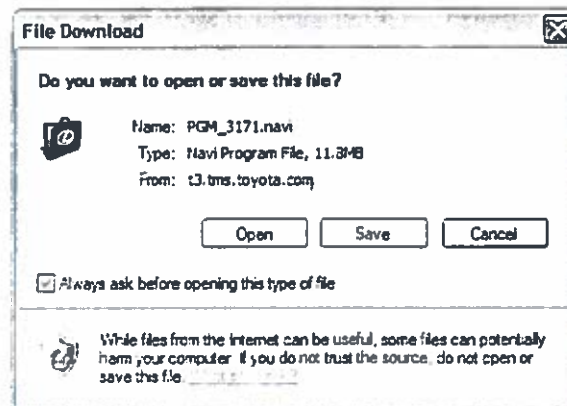 File Download
Do you want to open or save this file?
Name: PGM_3171.navi
Type: Navi Program File, 11.3MB
From: t3.tms.toyota.com
Open Save Cancel
Always ask before opening this type of file
While files from the Internet can be useful, some files can potentially
harm your computer. If you do not trust the source, do not open or
save this file.